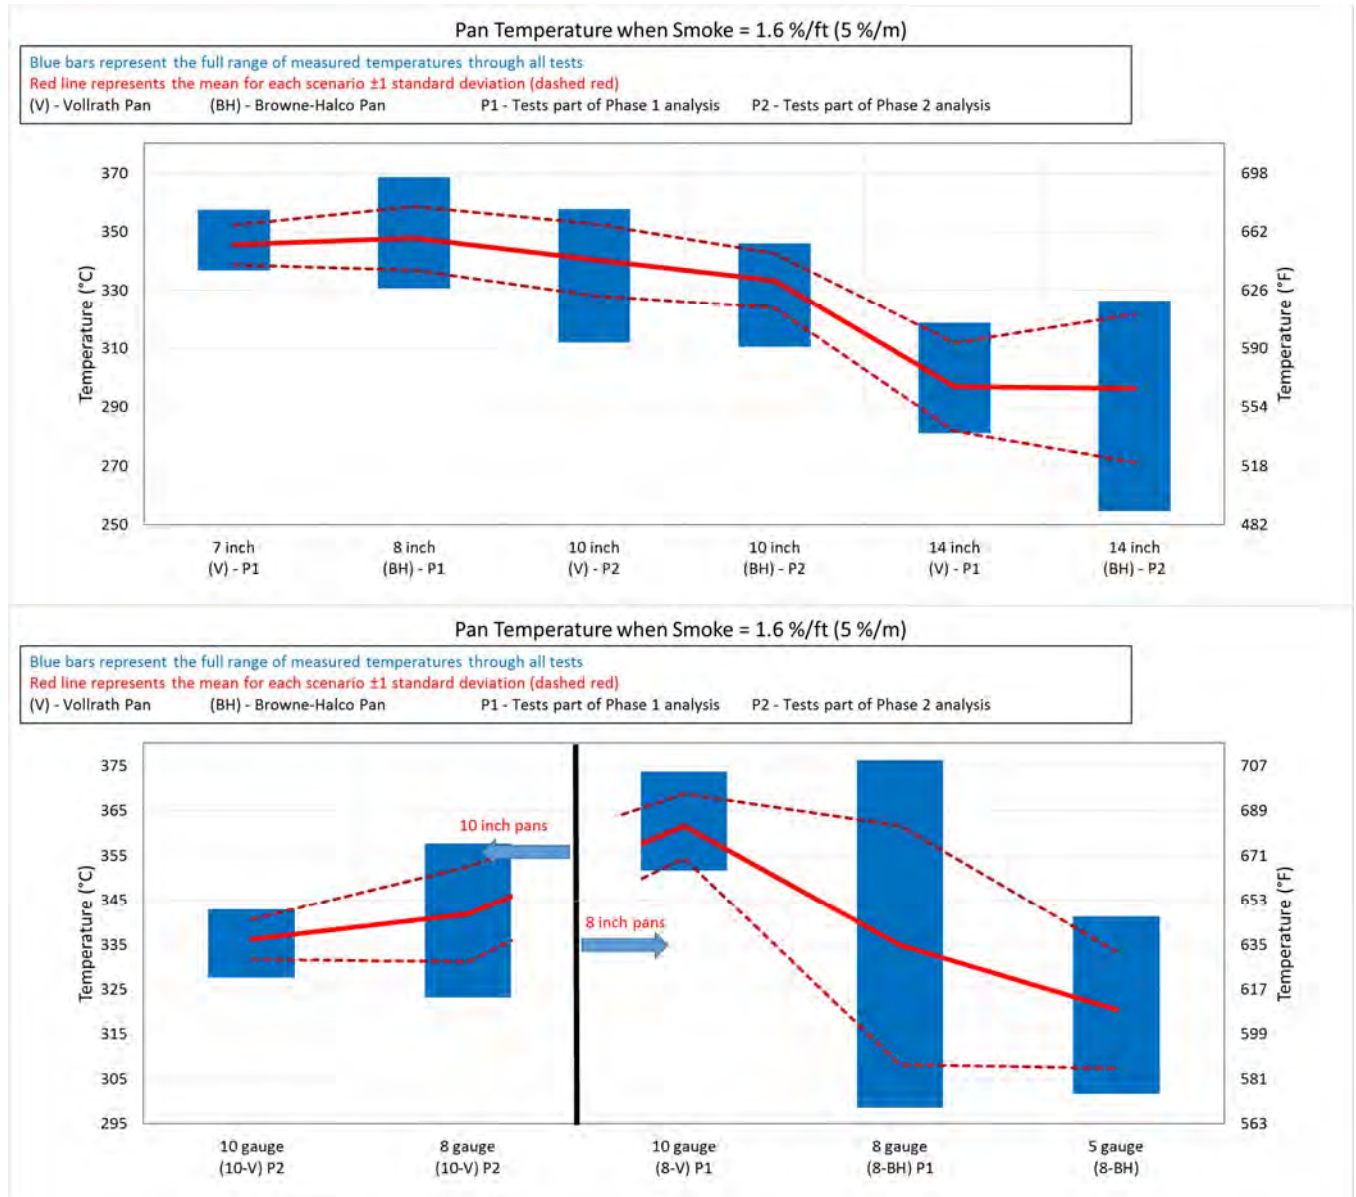 Pan Temperature when Smoke = 1.6 %/ft (5 %/m)
Blue bars represent the full range of measured temperatures through all tests
Red line represents the mean for each scenario ±1 standard deviation (dashed red)
(V) - Vollrath Pan (BH) - Browne-Halco Pan P1 - Tests part of Phase 1 analysis P2 - Tests part of Phase 2 analysis
Temperature (°C)
370
350
330
310
290
270
250
698
662
626
590
554
518
482
Temperature (°F)
7 inch 8 inch 10 inch 10 inch 14 inch 14 inch
(V) - P1 (BH) - P1 (V) - P2 (BH) - P2 (V) - P1 (BH) - P2
Pan Temperature when Smoke = 1.6 %/ft (5 %/m)
Blue bars represent the full range of measured temperatures through all tests
Red line represents the mean for each scenario ±1 standard deviation (dashed red)
(V) - Vollrath Pan (BH) - Browne-Halco Pan P1 - Tests part of Phase 1 analysis P2 - Tests part of Phase 2 analysis
Temperature (°C)
375
365
355
345
335
325
315
305
295
10 inch pans
8 inch pans
707
689
671
653
635
617
599
581
563
Temperature (°F)
10 gauge 8 gauge 10 gauge 8 gauge 5 gauge
(10-V) P2 (10-V) P2 (8-V) P1 (8-BH) P1 (8-BH)